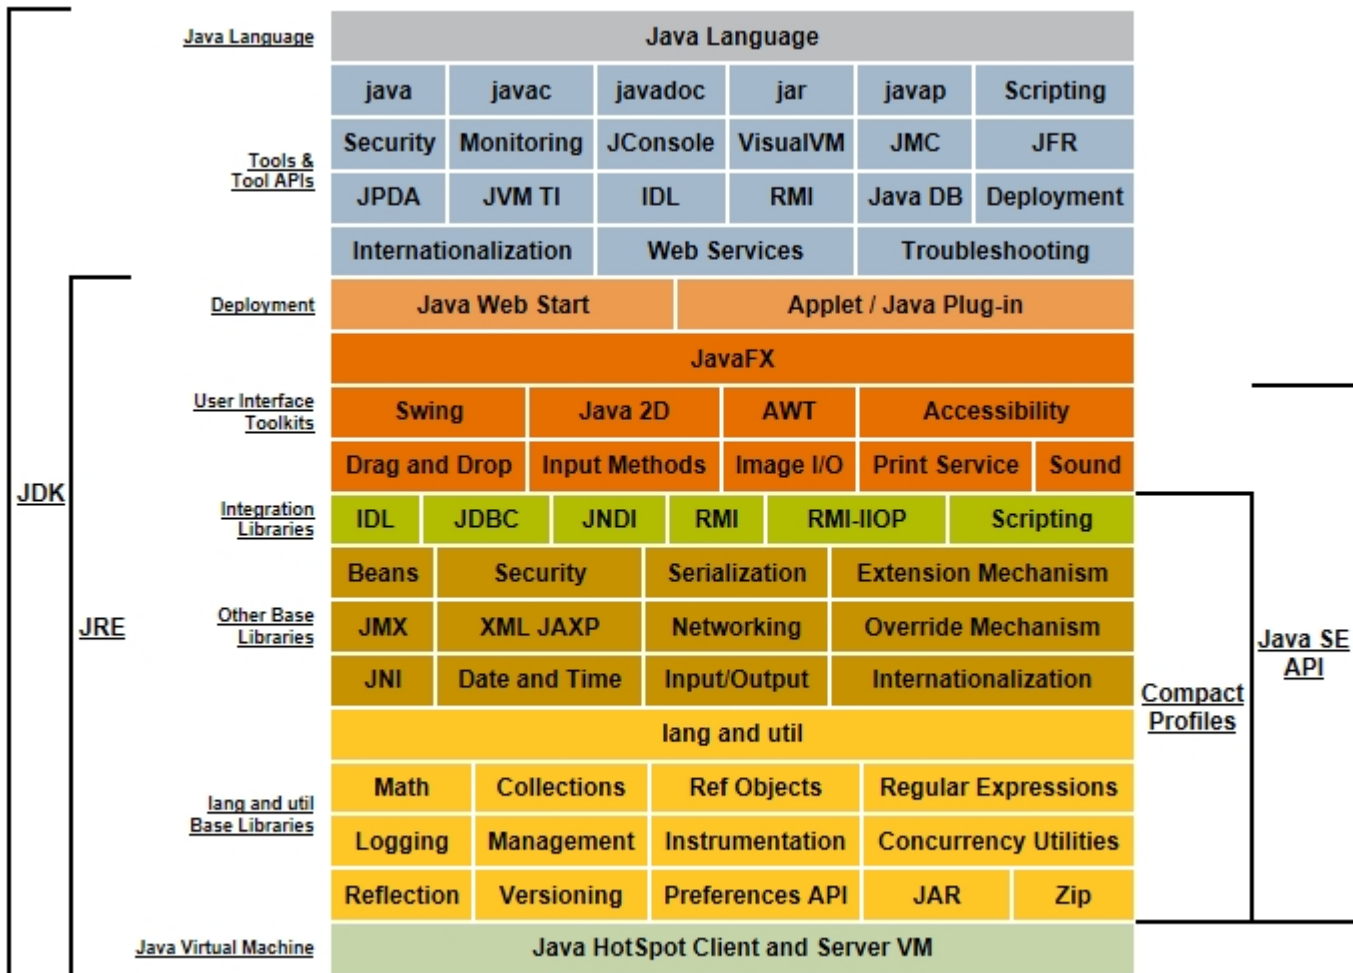 Java Language
Java Language
java javac javadoc jar javap Scripting
Tools &
Tool APIs
Security Monitoring JConsole VisualVM JMC JFR
JPDA JVM TI IDL RMI Java DB Deployment
Internationalization Web Services Troubleshooting
Deployment
Java Web Start Applet / Java Plug-in
JavaFX
User Interface
Toolkits
Swing Java 2D AWT Accessibility
Drag and Drop Input Methods Image I/O Print Service Sound
JDK
Integration
Libraries
IDL JDBC JNDI RMI RMI-IIOP Scripting
Beans Security Serialization Extension Mechanism
JRE
Other Base
Libraries
JMX XML JAXP Networking Override Mechanism
JNI Date and Time Input/Output Internationalization
Java SE
API
Compact
Profiles
lang and util
lang and util
Base Libraries
Math Collections Ref Objects Regular Expressions
Logging Management Instrumentation Concurrency Utilities
Reflection Versioning Preferences API JAR Zip
Java Virtual Machine
Java HotSpot Client and Server VM